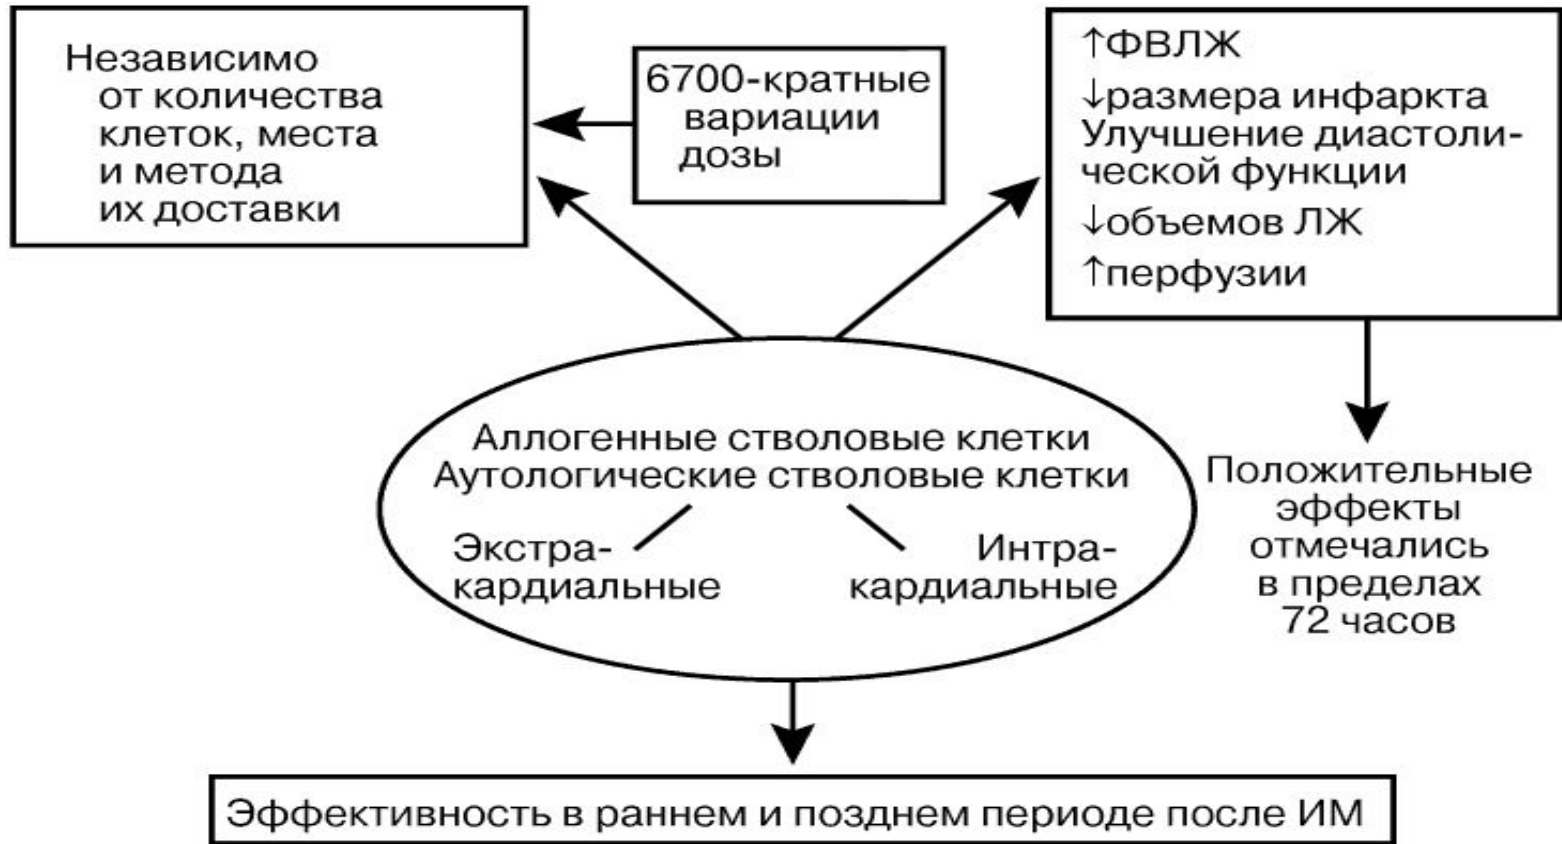 Независимо
от количества
клеток, места
и метода
их доставки
6700-кратные
вариации
дозы
↑ФВЛЖ
↓размера инфаркта
Улучшение диастоли-
ческой функции
↓объемов ЛЖ
↑перфузии
Аллогенные стволовые клетки
Аутологические стволовые клетки
Экстра-
кардиальные
Интра-
кардиальные
Положительные
эффекты
отмечались
в пределах
72 часов
Эффективность в раннем и позднем периоде после ИМ